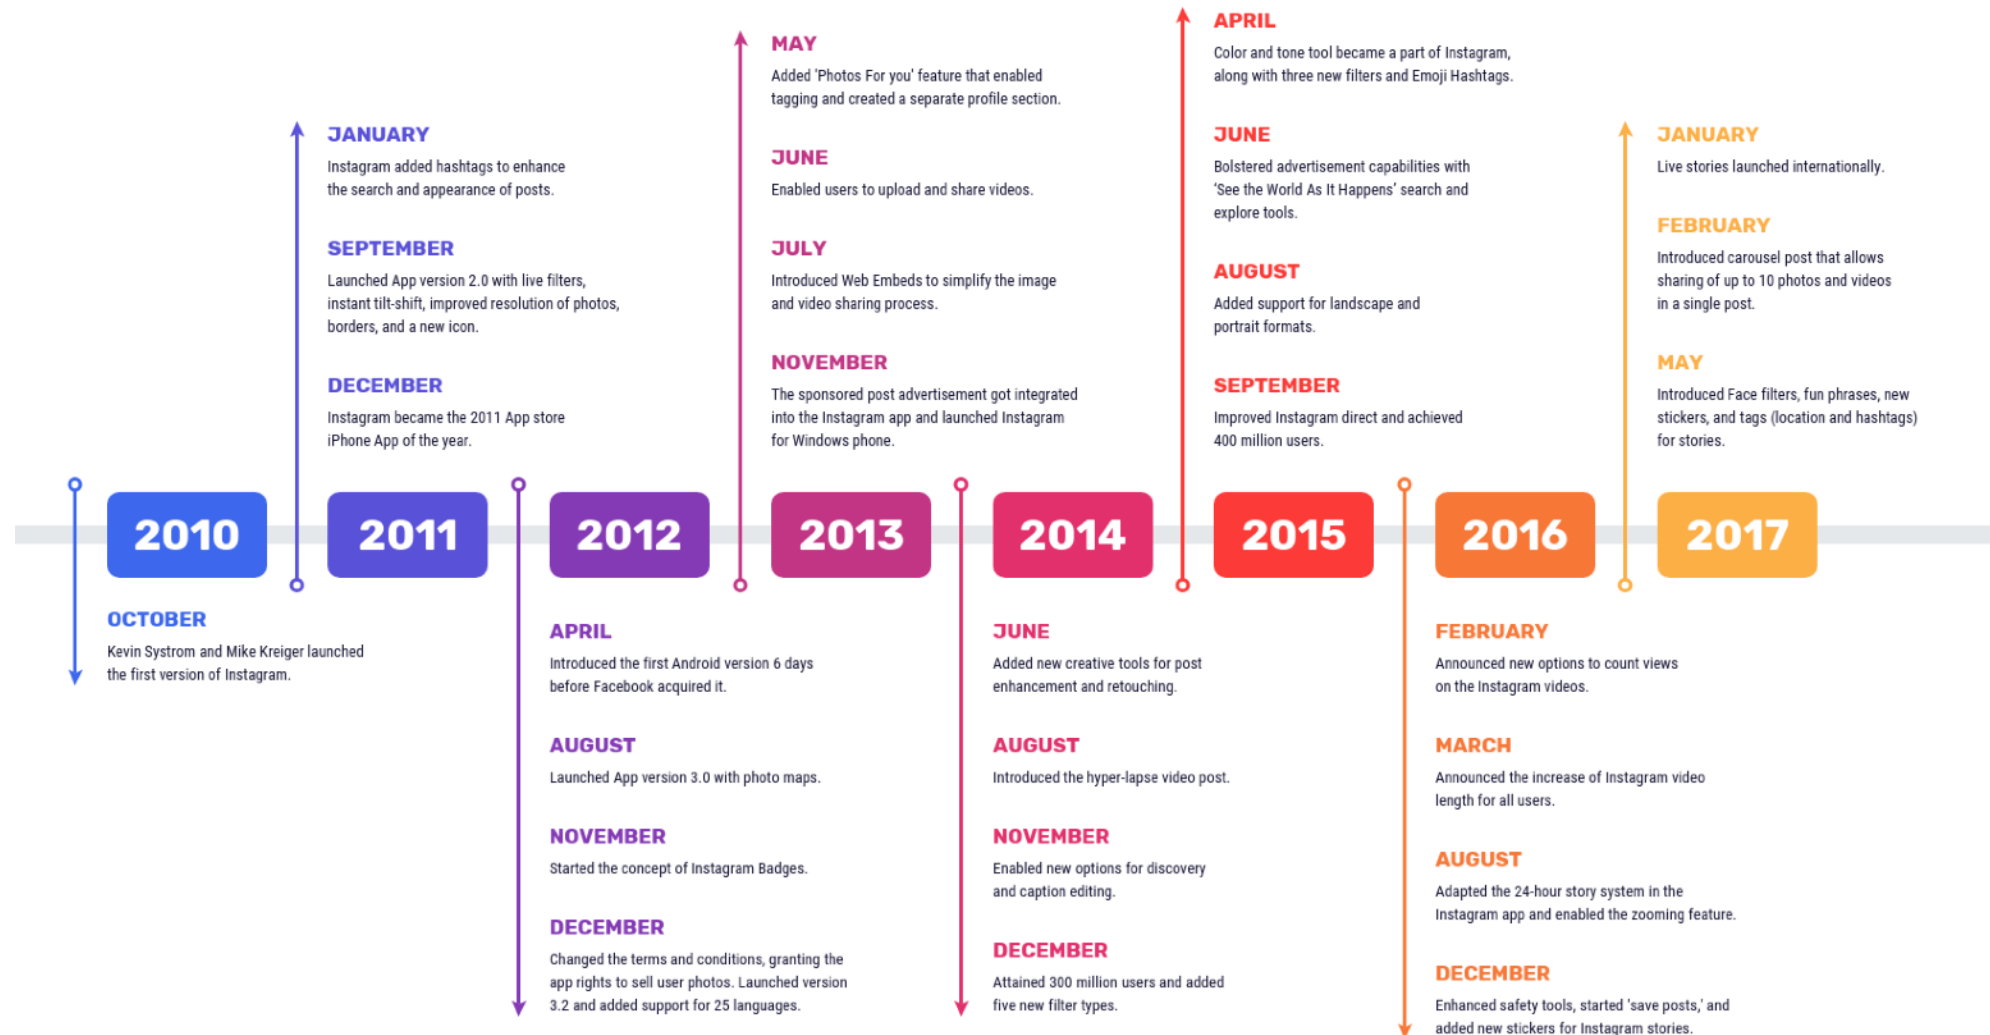 2010
OCTOBER
Kevin Systrom and Mike Kreiger launched
the first version of Instagram.
JANUARY
Instagram added hashtags to enhance
the search and appearance of posts.
SEPTEMBER
Launched App version 2.0 with live filters,
instant tilt-shift, improved resolution of photos,
borders, and a new icon.
DECEMBER
Instagram became the 2011 App store
iPhone App of the year.
2011
2012
APRIL
Introduced the first Android version 6 days
before Facebook acquired it.
AUGUST
Launched App version 3.0 with photo maps.
NOVEMBER
Started the concept of Instagram Badges.
DECEMBER
Changed the terms and conditions, granting the
app rights to sell user photos. Launched version
3.2 and added support for 25 languages.
MAY
Added 'Photos For you' feature that enabled
tagging and created a separate profile section.
JUNE
Enabled users to upload and share videos.
JULY
Introduced Web Embeds to simplify the image
and video sharing process.
NOVEMBER
The sponsored post advertisement got integrated
into the Instagram app and launched Instagram
for Windows phone.
2013
2014
JUNE
Added new creative tools for post
enhancement and retouching.
AUGUST
Introduced the hyper-lapse video post.
NOVEMBER
Enabled new options for discovery
and caption editing.
DECEMBER
Attained 300 million users and added
five new filter types.
APRIL
Color and tone tool became a part of Instagram,
along with three new filters and Emoji Hashtags.
JUNE
Bolstered advertisement capabilities with
‘See the World As It Happens’ search and
explore tools.
AUGUST
Added support for landscape and
portrait formats.
SEPTEMBER
Improved Instagram direct and achieved
400 million users.
2015
2016
FEBRUARY
Announced new options to count views
on the Instagram videos.
MARCH
Announced the increase of Instagram video
length for all users.
AUGUST
Adapted the 24-hour story system in the
Instagram app and enabled the zooming feature.
DECEMBER
Enhanced safety tools, started 'save posts,' and
added new stickers for Instagram stories.
JANUARY
Live stories launched internationally.
FEBRUARY
Introduced carousel post that allows
sharing of up to 10 photos and videos
in a single post.
MAY
Introduced Face filters, fun phrases, new
stickers, and tags (location and hashtags)
for stories.
2017